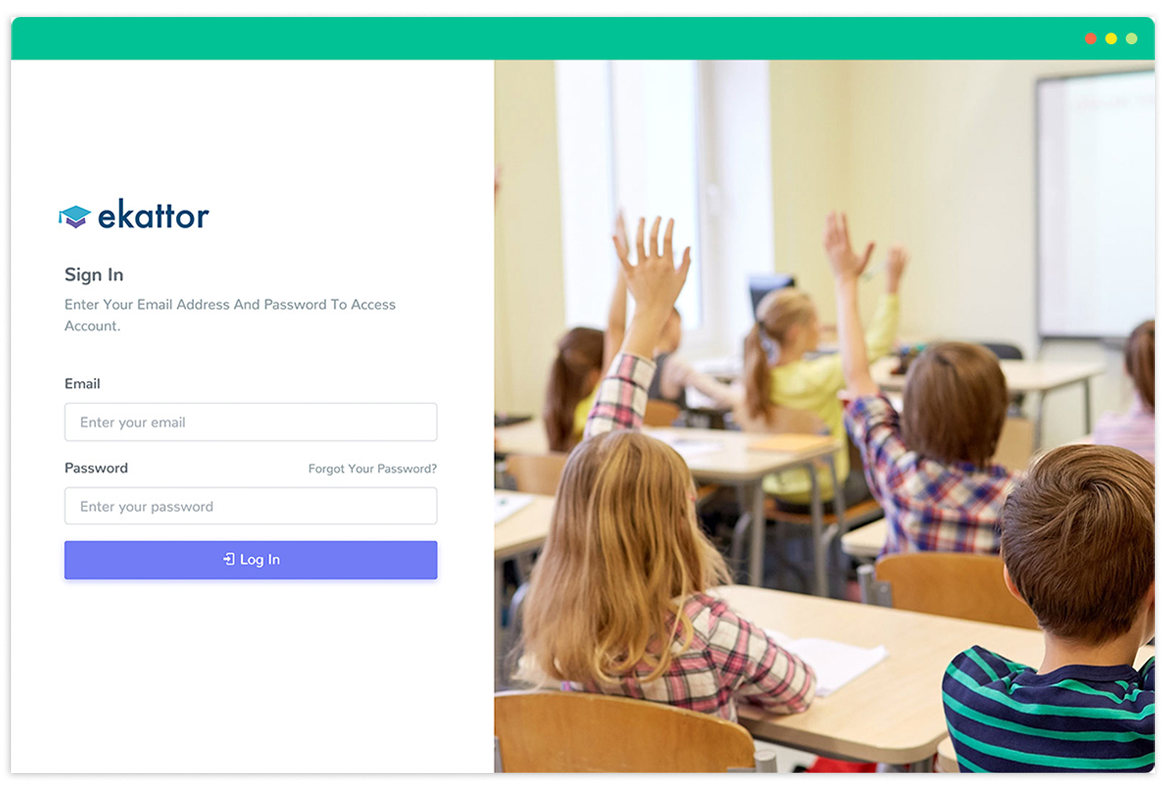 ekattor
Sign In
Enter Your Email Address And Password To Access
Account.
Email
Enter your email
Password
Forgot Your Password?
Enter your password
Log In